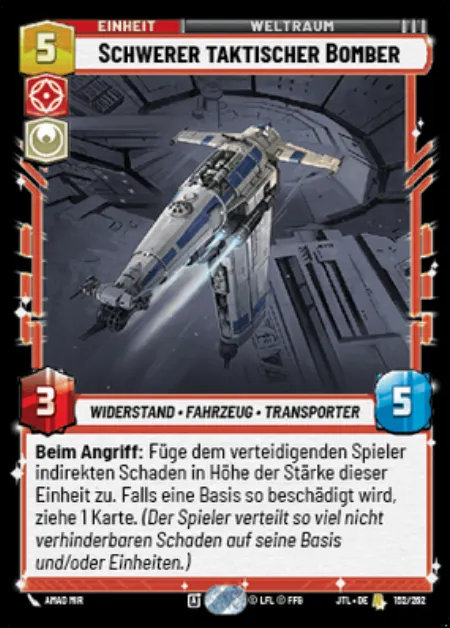 EINHEIT
WELTRAUM
5
SCHWERER TAKTISCHER BOMBER
3
WIDERSTAND • FAHRZEUG • TRANSPORTER
5
Beim Angriff: Füge dem verteidigenden Spieler
indirekten Schaden in Höhe der Stärke dieser
Einheit zu. Falls eine Basis so beschädigt wird,
ziehe 1 Karte. (Der Spieler verteilt so viel nicht
verhinderbaren Schaden auf seine Basis
und/oder Einheiten.)
AMAD MIR
© LFL © FFG
JTL • DE